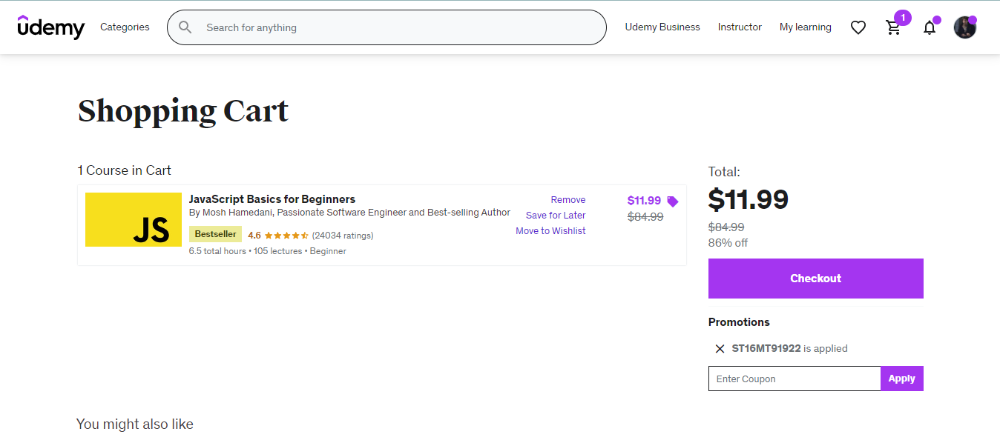 udemy
Categories
Search for anything
Udemy Business
Instructor
My learning
1
Shopping Cart
1 Course in Cart
JS
JavaScript Basics for Beginners
By Mosh Hamedani, Passionate Software Engineer and Best-selling Author
Bestseller 4.6 (24034 ratings)
6.5 total hours • 105 lectures • Beginner
Remove
Save for Later
Move to Wishlist
$11.99
$84.99
Total:
$11.99
$84.99
86% off
Checkout
Promotions
ST16MT91922 is applied
Enter Coupon
Apply
You might also like